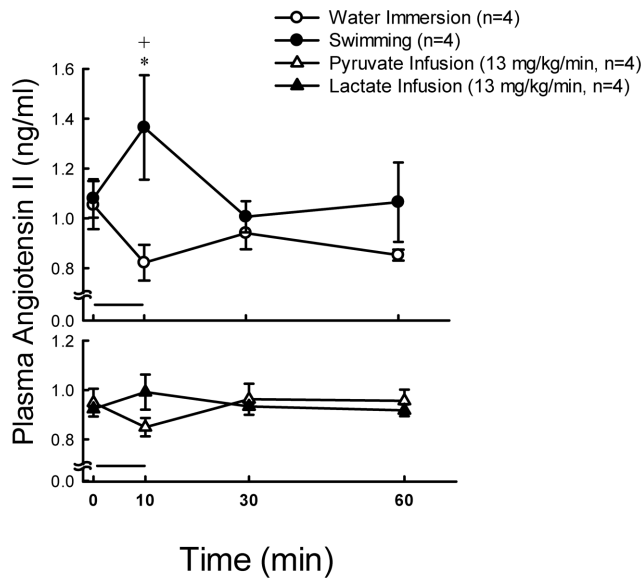 Water Immersion (n=4)
Swimming (n=4)
Pyruvate Infusion (13 mg/kg/min, n=4)
Lactate Infusion (13 mg/kg/min, n=4)
+
*
Plasma Angiotensin II (ng/ml)
1.6
1.4
1.2
1.0
0.8
0.0
1.2
1.0
0.8
0.0
0 10 30 60
Time (min)